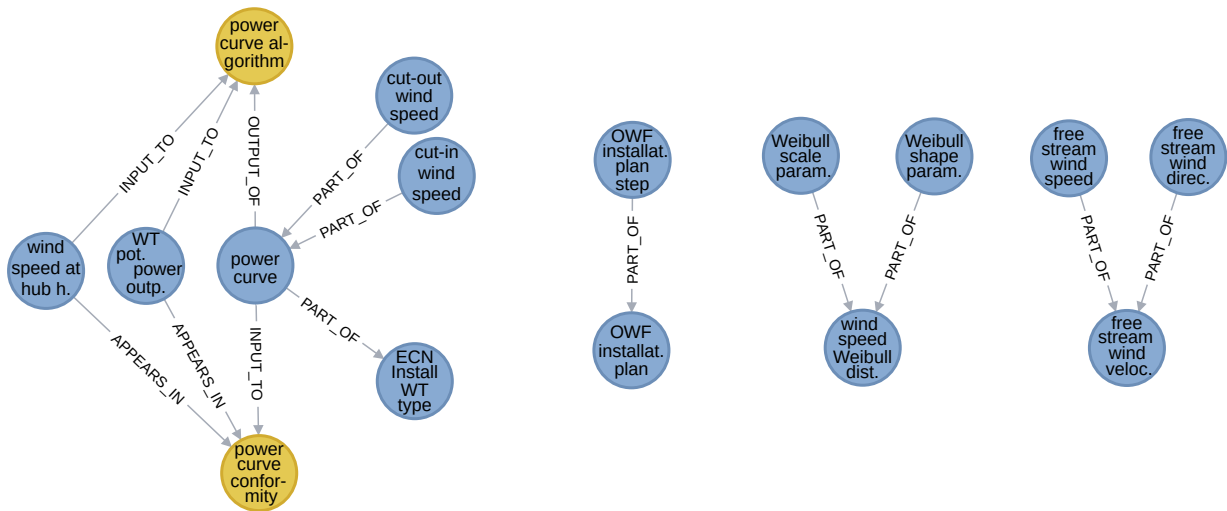 power
curve al-
gorithm
cut-out
wind
speed
cut-in
wind
speed
INPUT_TO
INPUT_TO
OUTPUT_OF
PART_OF
PART_OF
wind
speed at
hub h.
WT
pot.
power
outp.
power
curve
APPEARS_IN
APPEARS_IN
INPUT_TO
PART_OF
ECN
Install
WT
type
power
curve
confor-
mity
OWF
installat.
plan
step
PART_OF
OWF
installat.
plan
Weibull
scale
param.
Weibull
shape
param.
PART_OF
PART_OF
wind
speed
Weibull
dist.
free
stream
wind
speed
free
stream
wind
direc.
PART_OF
PART_OF
free
stream
wind
veloc.